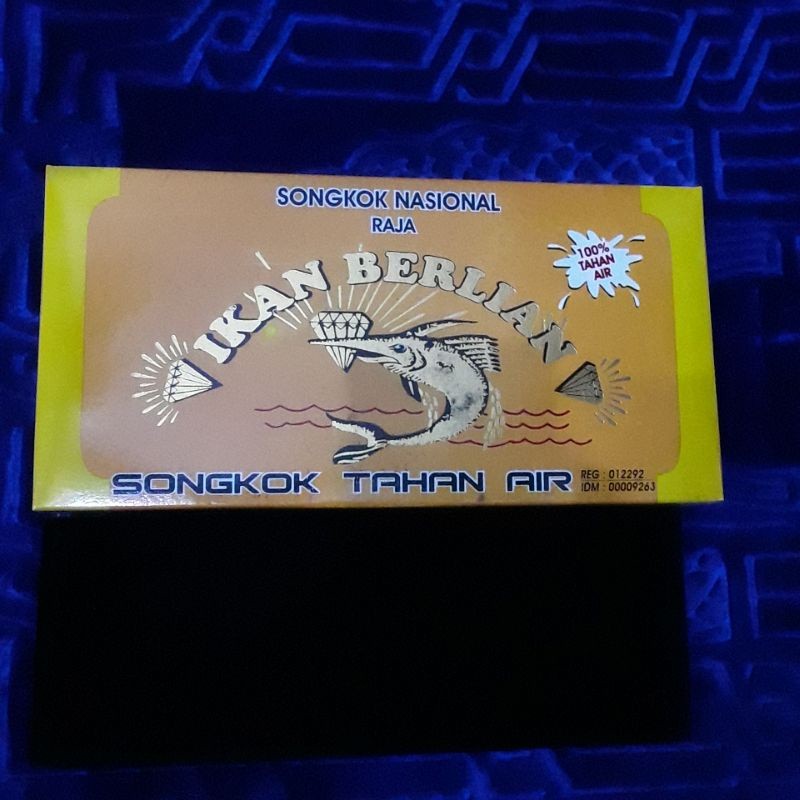 SONGKOK NASIONAL
RAJA
IKAN BERLIAN
100%
TAHAN
AIR
SONGKOK TAHAN AIR
REG : 012292
IDM : 00009263